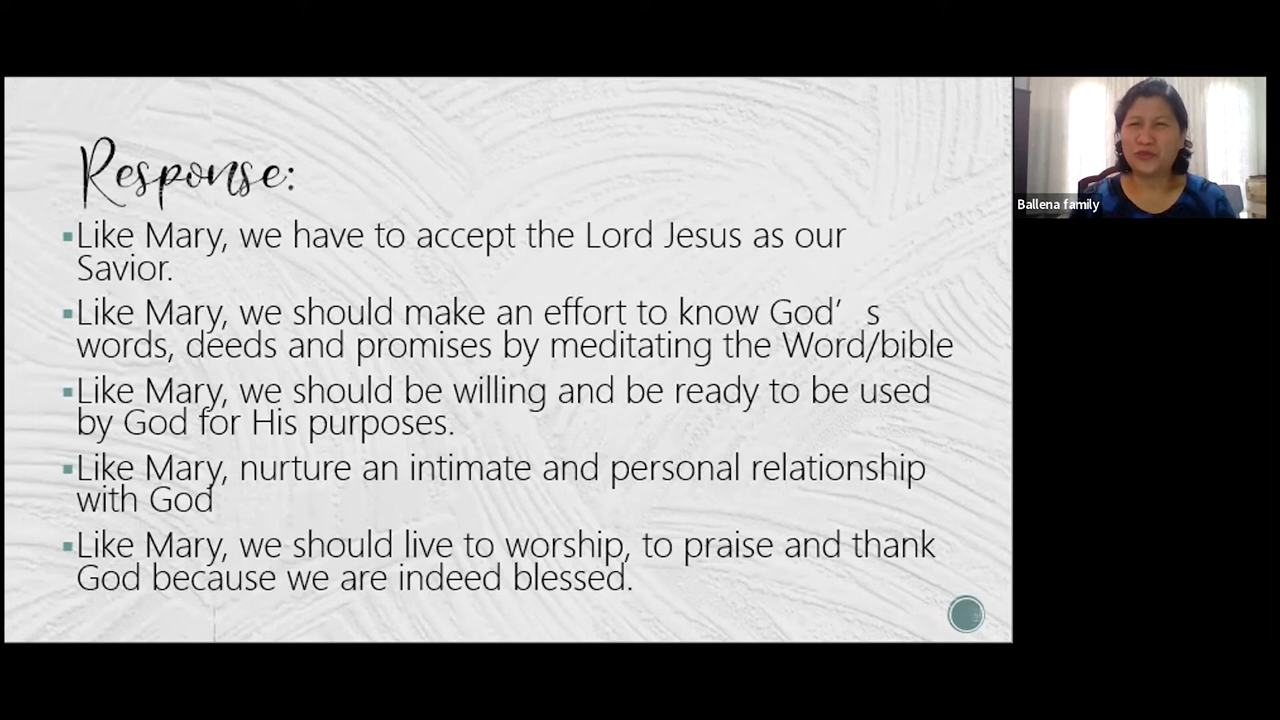 Response:
▪Like Mary, we have to accept the Lord Jesus as our
Savior.
▪Like Mary, we should make an effort to know God’ s
words, deeds and promises by meditating the Word/bible
▪Like Mary, we should be willing and be ready to be used
by God for His purposes.
▪Like Mary, nurture an intimate and personal relationship
with God
▪Like Mary, we should live to worship, to praise and thank
God because we are indeed blessed.
Ballena family